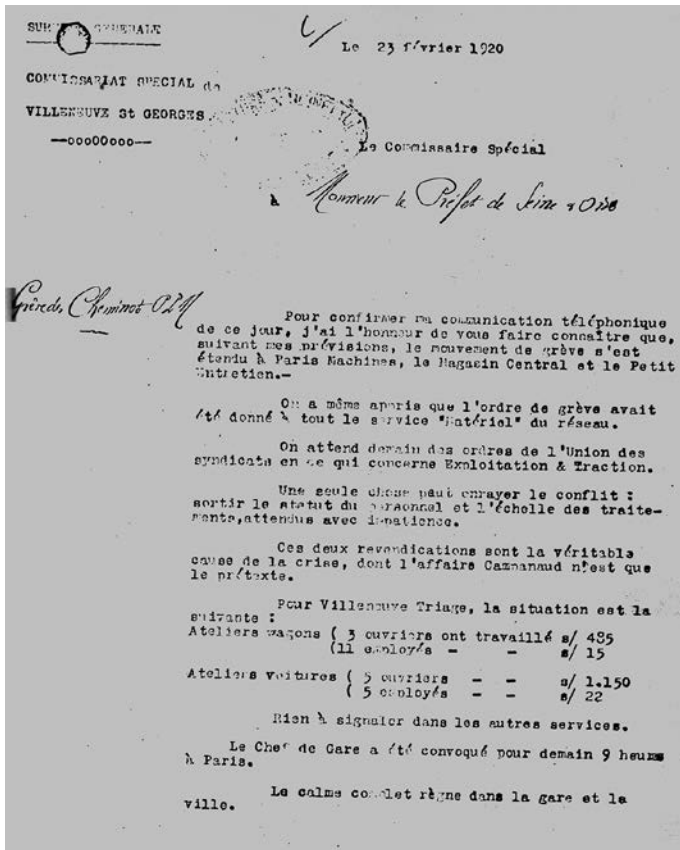 SURETE GENERALE
Le 23 février 1920
COMMISSARIAT SPECIAL de
VILLENEUVE St GEORGES.
---ooo00ooo---
Le Commissaire Spécial
à Monsieur le Préfet de Seine & Oise
Grève des Cheminots P.L.M
Pour confirmer ma communication téléphonique
de ce jour, j'ai l'honneur de vous faire connaître que,
suivant mes prévisions, le mouvement de grève s'est
étendu à Paris Machines, le Magasin Central et le Petit
Entretien.-
On a même appris que l'ordre de grève avait
été donné à tout le service "Matériel" du réseau.
On attend demain des ordres de l'Union des
syndicats en ce qui concerne Exploitation & Traction.
Une seule chose peut enrayer le conflit :
sortir le statut du personnel et l'échelle des traite-
ments,attendus avec impatience.
Ces deux revendications sont la véritable
cause de la crise, dont l'affaire Campanaud n'est que
le prétexte.
Pour Villeneuve Triage, la situation est la
suivante :
Ateliers wagons ( 3 ouvriers ont travaillé s/ 485
(11 employés - - s/ 15
Ateliers voitures ( 5 ouvriers - - s/ 1.150
( 5 employés - - s/ 22
Rien à signaler dans les autres services.
Le Chef de Gare a été convoqué pour demain 9 heures
à Paris.
Le calme complet règne dans la gare et la
ville.